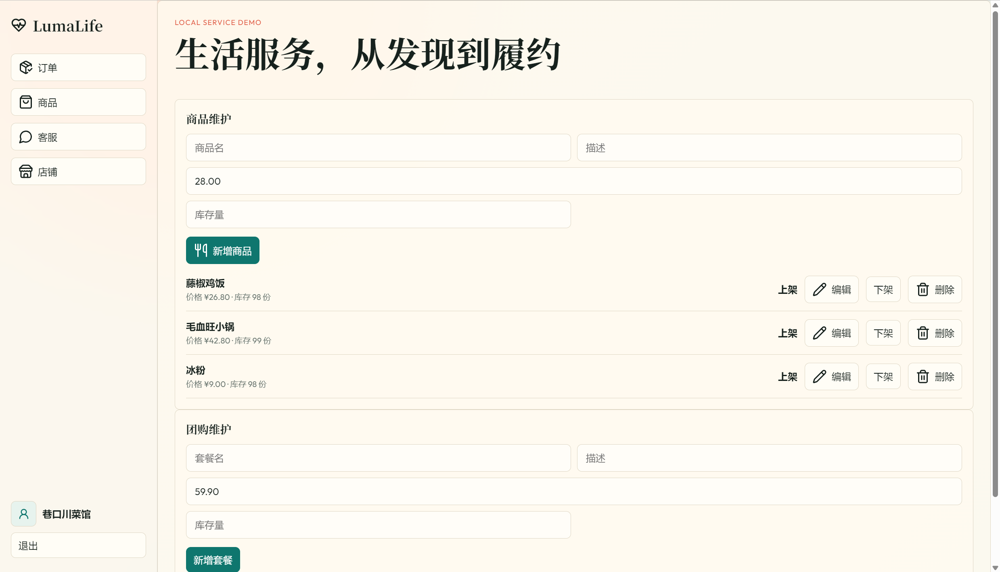 LumaLife
订单
商品
客服
店铺
巷口川菜馆
退出
LOCAL SERVICE DEMO
生活服务，从发现到履约
商品维护
商品名
描述
28.00
库存量
新增商品
藤椒鸡饭
价格 ¥26.80 · 库存 98 份
上架
编辑
下架
删除
毛血旺小锅
价格 ¥42.80 · 库存 99 份
上架
编辑
下架
删除
冰粉
价格 ¥9.00 · 库存 98 份
上架
编辑
下架
删除
团购维护
套餐名
描述
59.90
库存量
新增套餐